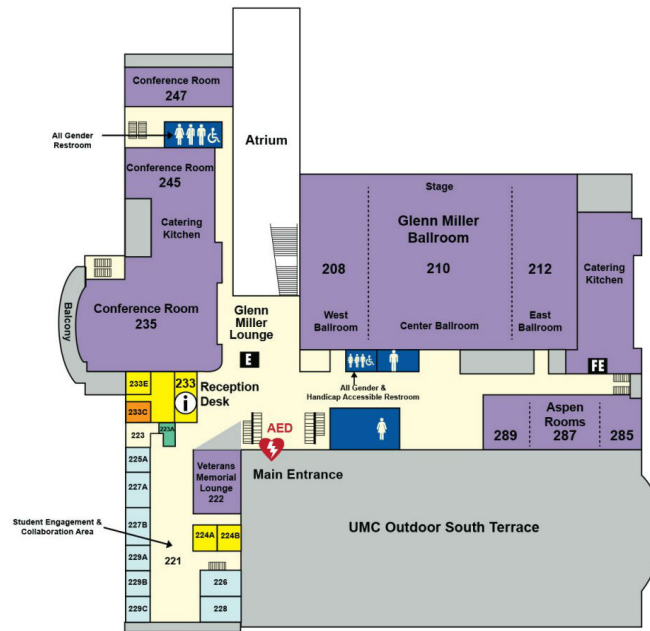 Conference Room
247
All Gender
Restroom
Atrium
Conference Room
245
Catering
Kitchen
Stage
Glenn Miller
Ballroom
208
210
212
West
Ballroom
Center Ballroom
East
Ballroom
Catering
Kitchen
Balcony
Conference Room
235
Glenn
Miller
Lounge
E
FE
All Gender &
Handicap Accessible Restroom
233E
233
i
Reception
Desk
233C
223
223A
AED
Main Entrance
Aspen
Rooms
289
287
285
225A
227A
Veterans
Memorial
Lounge
222
Student Engagement &
Collaboration Area
227B
224A
224B
UMC Outdoor South Terrace
229A
221
229B
226
229C
228